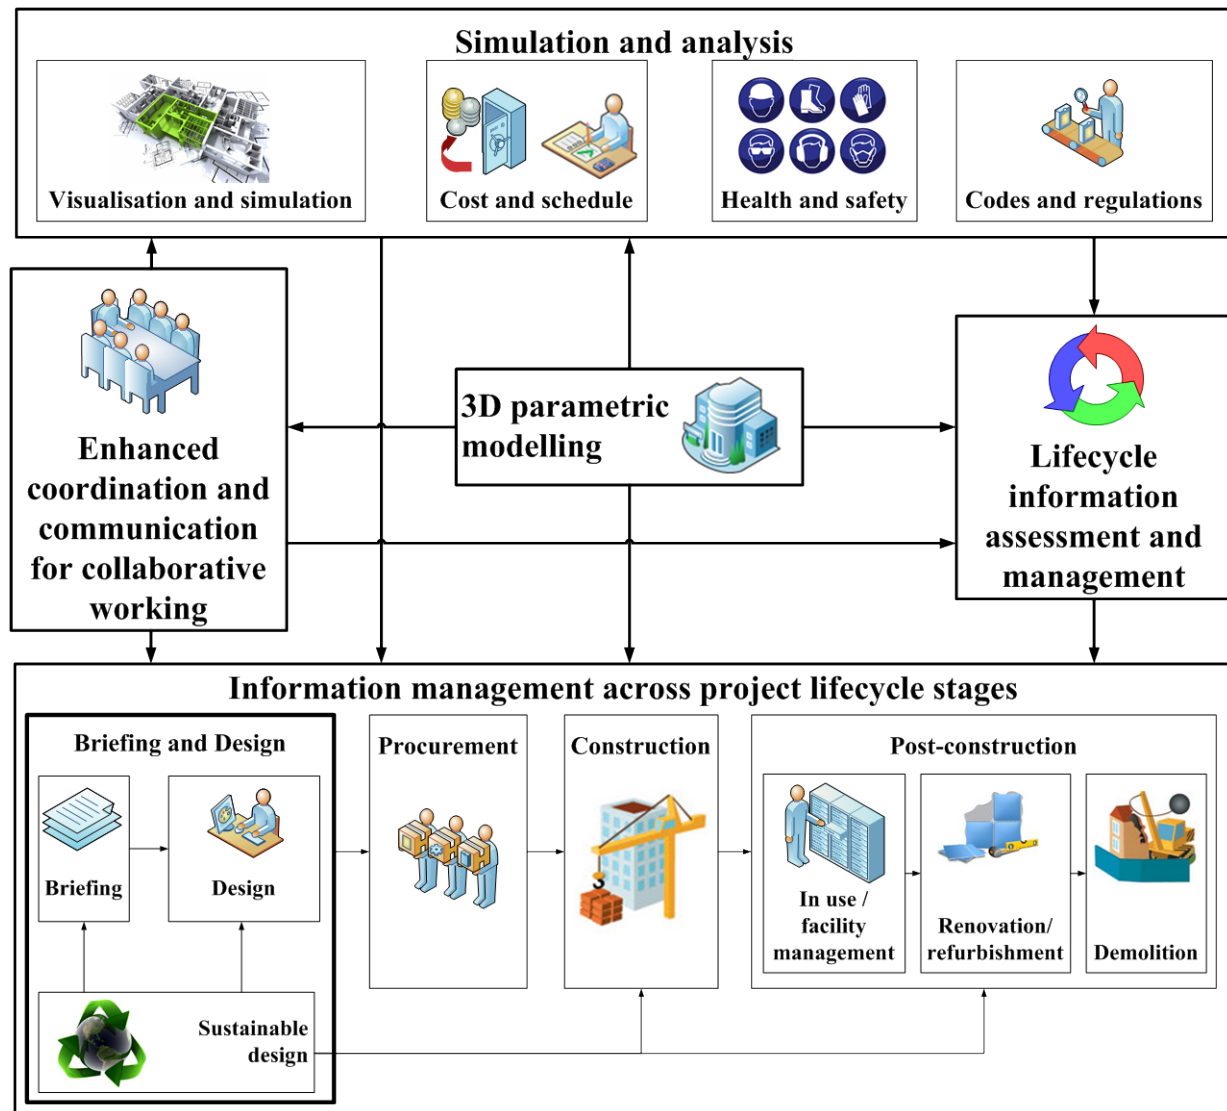 Simulation and analysis
Visualisation and simulation
Cost and schedule
Health and safety
Codes and regulations
Enhanced
coordination and
communication
for collaborative
working
3D parametric
modelling
Lifecycle
information
assessment and
management
Information management across project lifecycle stages
Briefing and Design
Briefing
Design
Sustainable
design
Procurement
Construction
Post-construction
In use /
facility
management
Renovation/
refurbishment
Demolition